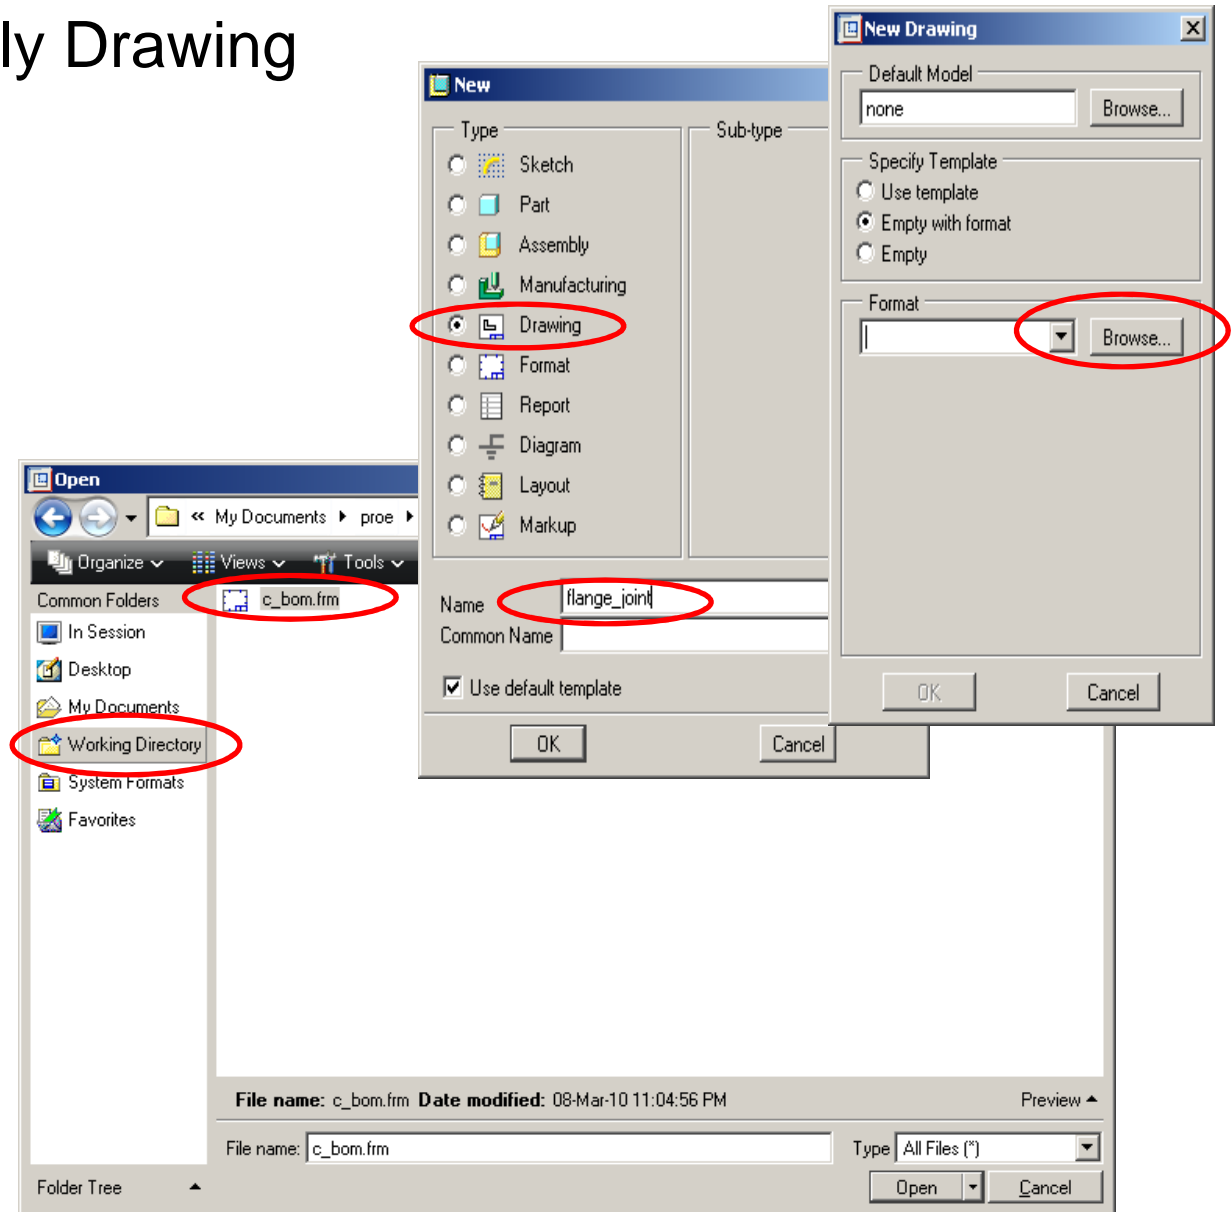 ly Drawing
New
Type
Sub-type
Sketch
Part
Assembly
Manufacturing
Drawing
Format
Report
Diagram
Layout
Markup
Name flange_joint
Common Name
Use default template
OK Cancel
New Drawing
Default Model
none Browse...
Specify Template
Use template
Empty with format
Empty
Format
Browse...
OK Cancel
Open
« My Documents proe
Organize Views Tools
Common Folders
In Session
Desktop
My Documents
Working Directory
System Formats
Favorites
c_bom.frm
File name: c_bom.frm Date modified: 08-Mar-10 11:04:56 PM Preview
File name: c_bom.frm Type All Files (*)
Folder Tree Open Cancel